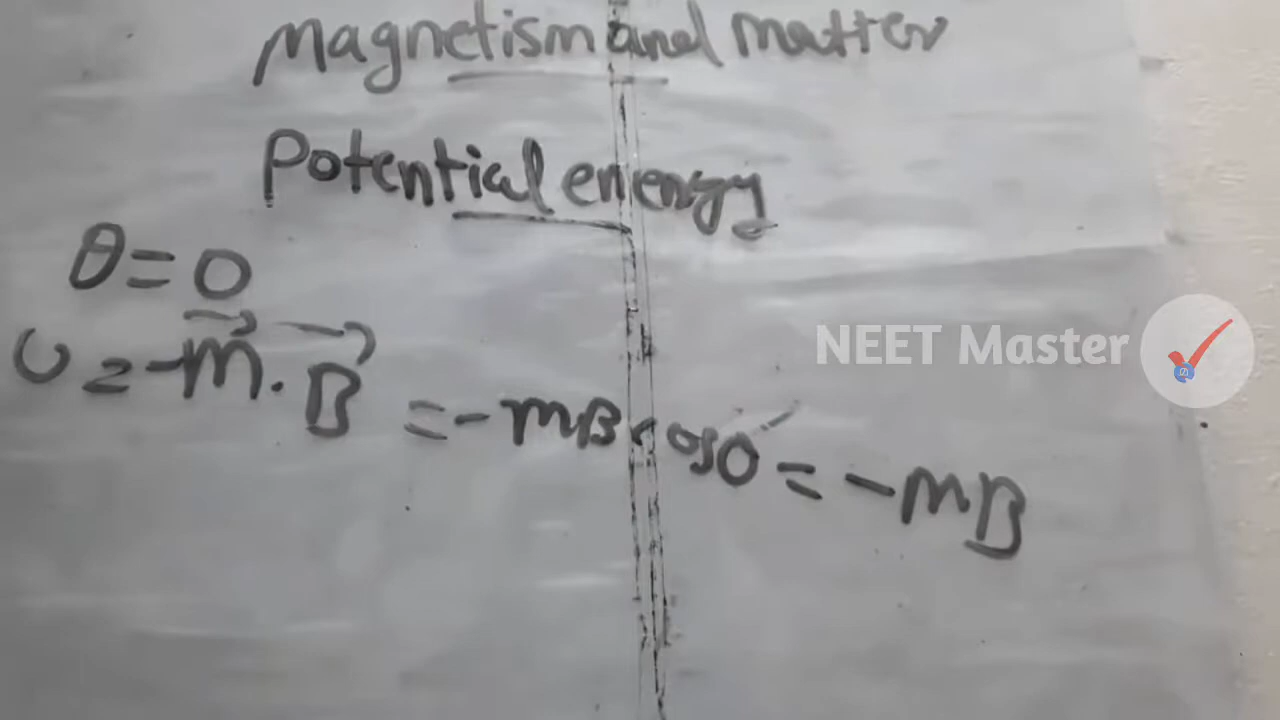 Magnetism and matter
Potential energy
θ = 0
U = -m⃗ . B⃗ = -mB cos0° = -mB
NEET Master